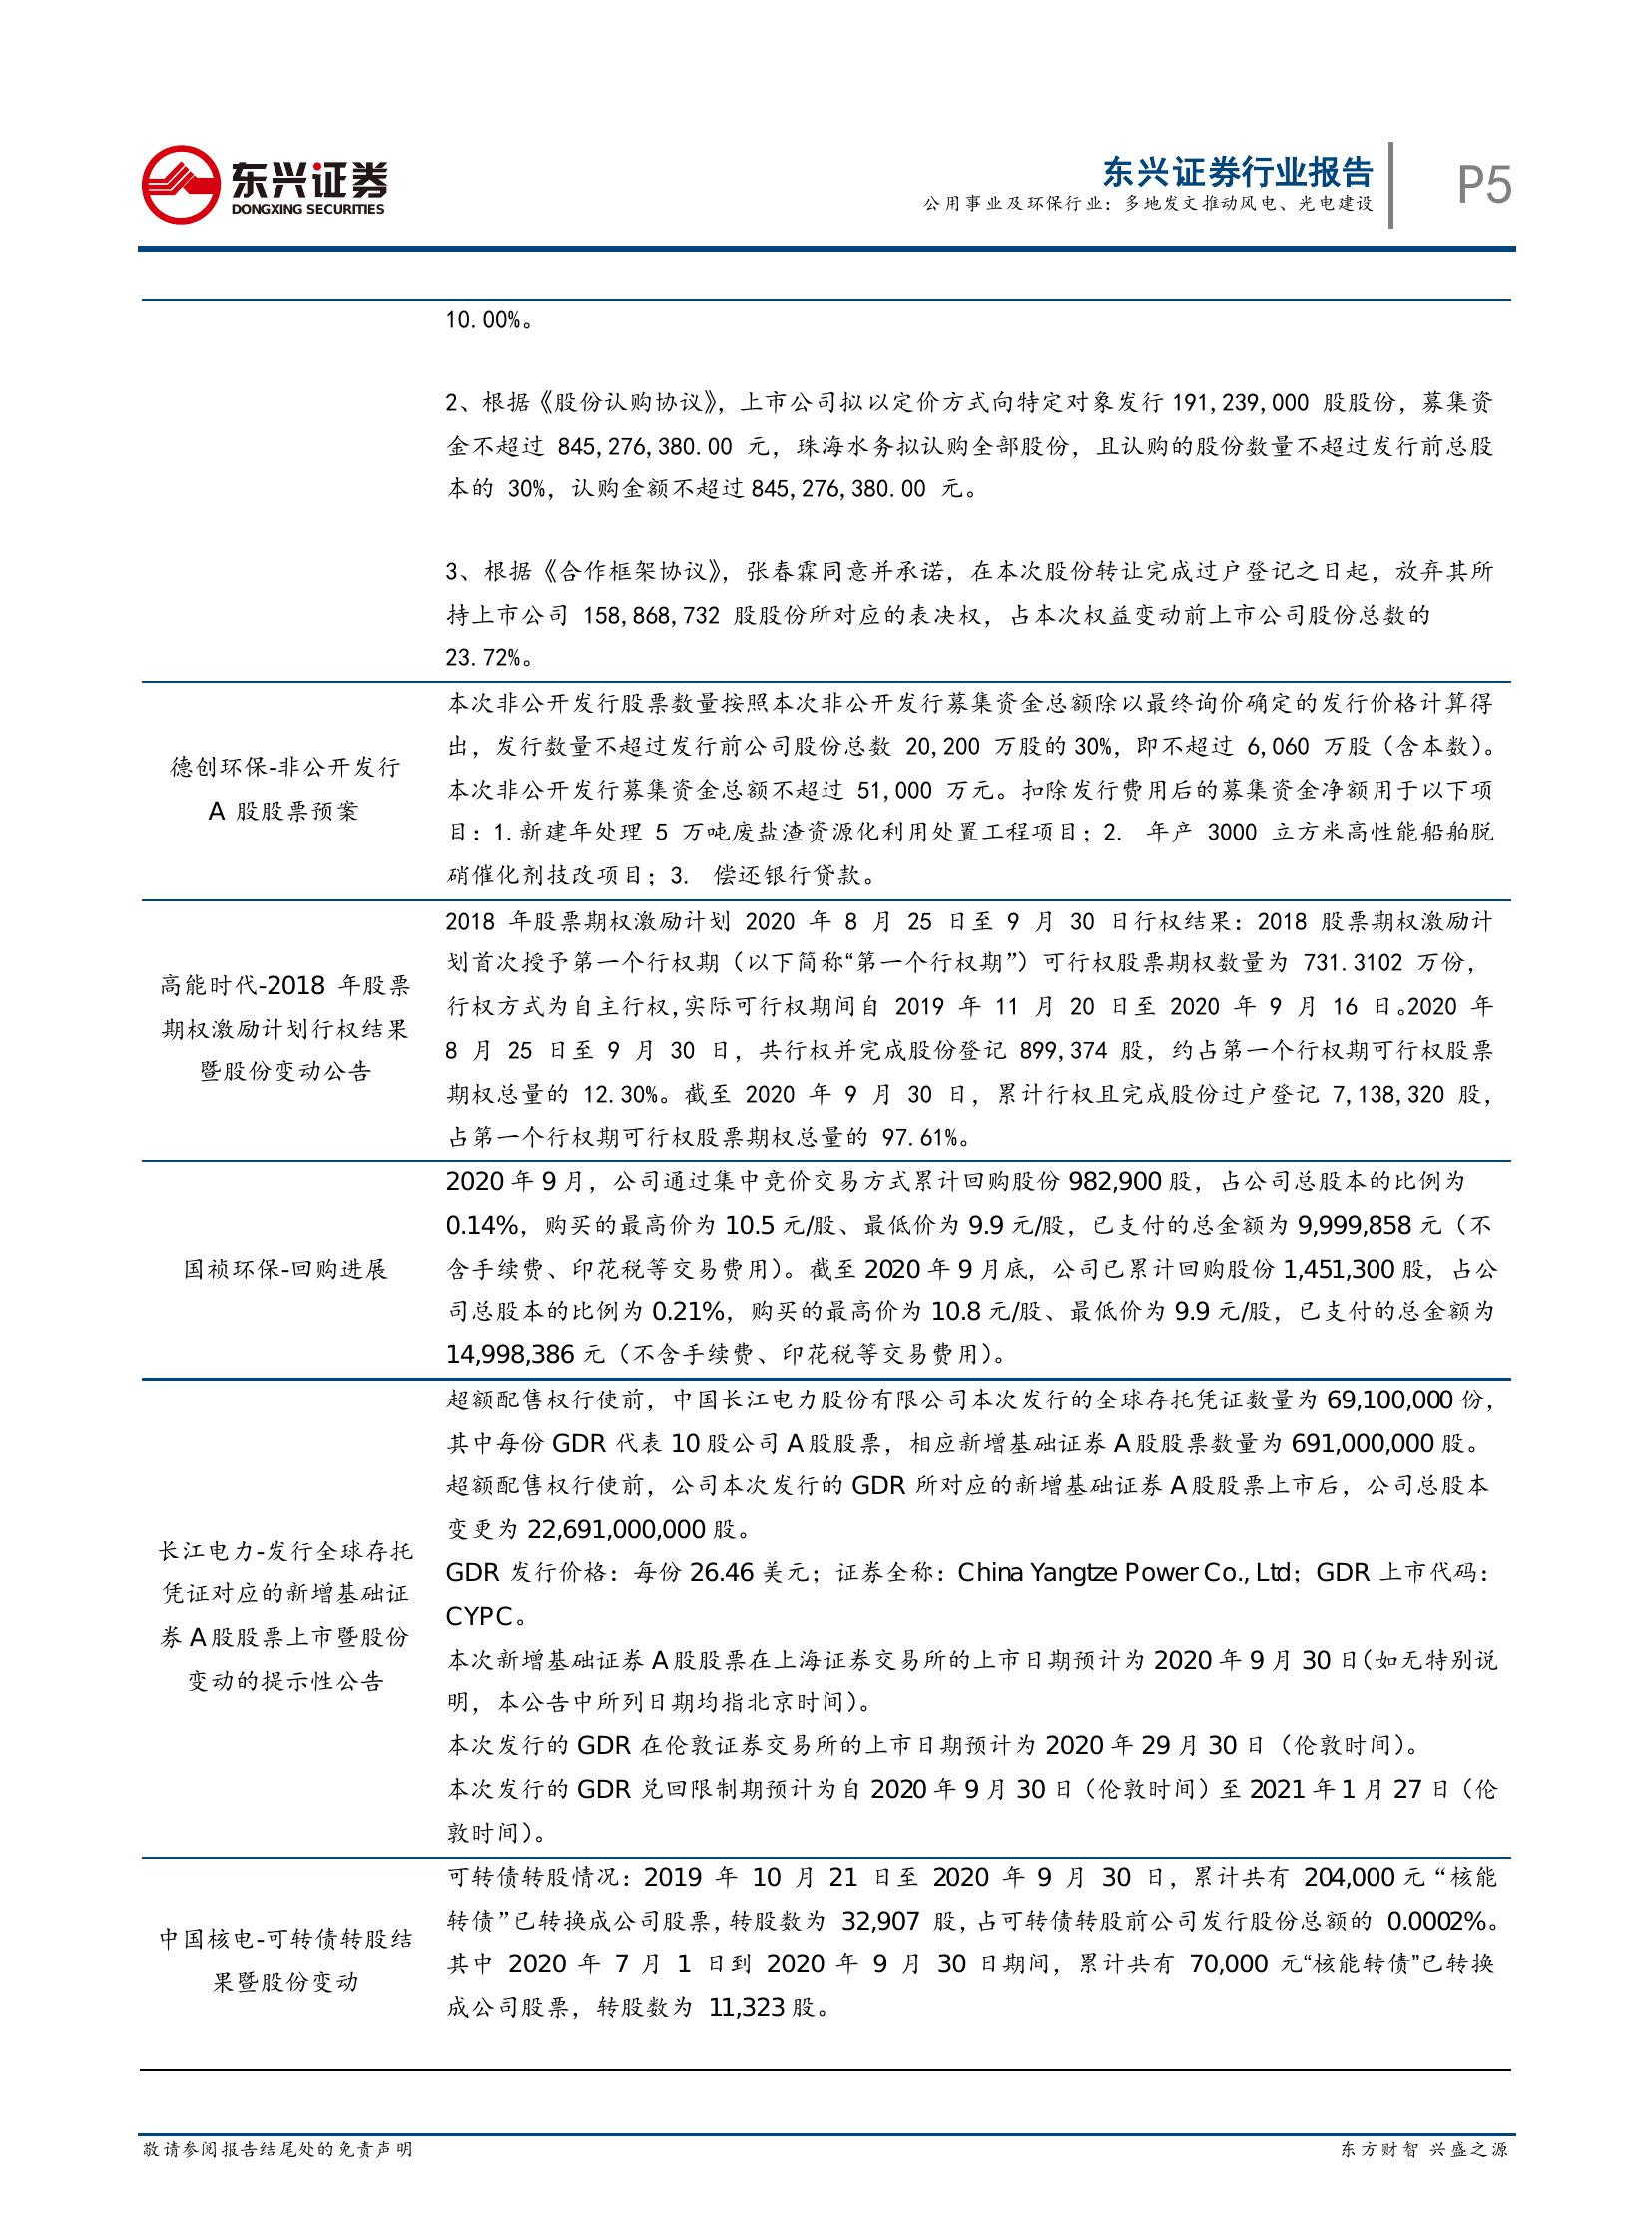 东兴证券
DONGXING SECURITIES
东兴证券行业报告
公用事业及环保行业：多地发文推动风电、光电建设
P5
10.00%。
2、根据《股份认购协议》，上市公司拟以定价方式向特定对象发行 191,239,000 股股份，募集资
金不超过 845,276,380.00 元，珠海水务拟认购全部股份，且认购的股份数量不超过发行前总股
本的 30%，认购金额不超过 845,276,380.00 元。
3、根据《合作框架协议》，张春霖同意并承诺，在本次股份转让完成过户登记之日起，放弃其所
持上市公司 158,868,732 股股份所对应的表决权，占本次权益变动前上市公司股份总数的
23.72%。
德创环保-非公开发行
A 股股票预案
本次非公开发行股票数量按照本次非公开发行募集资金总额除以最终询价确定的发行价格计算得
出，发行数量不超过发行前公司股份总数 20,200 万股的 30%，即不超过 6,060 万股（含本数）。
本次非公开发行募集资金总额不超过 51,000 万元。扣除发行费用后的募集资金净额用于以下项
目：1.新建年处理 5 万吨废盐渣资源化利用处置工程项目；2. 年产 3000 立方米高性能船舶脱
硝催化剂技改项目；3. 偿还银行贷款。
高能时代-2018 年股票
期权激励计划行权结果
暨股份变动公告
2018 年股票期权激励计划 2020 年 8 月 25 日至 9 月 30 日行权结果：2018 股票期权激励计
划首次授予第一个行权期（以下简称“第一个行权期”）可行权股票期权数量为 731.3102 万份，
行权方式为自主行权,实际可行权期间自 2019 年 11 月 20 日至 2020 年 9 月 16 日。2020 年
8 月 25 日至 9 月 30 日，共行权并完成股份登记 899,374 股，约占第一个行权期可行权股票
期权总量的 12.30%。截至 2020 年 9 月 30 日，累计行权且完成股份过户登记 7,138,320 股，
占第一个行权期可行权股票期权总量的 97.61%。
国祯环保-回购进展
2020 年 9 月，公司通过集中竞价交易方式累计回购股份 982,900 股，占公司总股本的比例为
0.14%，购买的最高价为 10.5 元/股、最低价为 9.9 元/股，已支付的总金额为 9,999,858 元（不
含手续费、印花税等交易费用）。截至 2020 年 9 月底，公司已累计回购股份 1,451,300 股，占公
司总股本的比例为 0.21%，购买的最高价为 10.8 元/股、最低价为 9.9 元/股，已支付的总金额为
14,998,386 元（不含手续费、印花税等交易费用）。
长江电力-发行全球存托
凭证对应的新增基础证
券 A 股股票上市暨股份
变动的提示性公告
超额配售权行使前，中国长江电力股份有限公司本次发行的全球存托凭证数量为 69,100,000 份，
其中每份 GDR 代表 10 股公司 A 股股票，相应新增基础证券 A 股股票数量为 691,000,000 股。
超额配售权行使前，公司本次发行的 GDR 所对应的新增基础证券 A 股股票上市后，公司总股本
变更为 22,691,000,000 股。
GDR 发行价格：每份 26.46 美元；证券全称：China Yangtze Power Co., Ltd；GDR 上市代码：
CYPC。
本次新增基础证券 A 股股票在上海证券交易所的上市日期预计为 2020 年 9 月 30 日（如无特别说
明，本公告中所列日期均指北京时间）。
本次发行的 GDR 在伦敦证券交易所的上市日期预计为 2020 年 29 月 30 日（伦敦时间）。
本次发行的 GDR 兑回限制期预计为自 2020 年 9 月 30 日（伦敦时间）至 2021 年 1 月 27 日（伦
敦时间）。
中国核电-可转债转股结
果暨股份变动
可转债转股情况：2019 年 10 月 21 日至 2020 年 9 月 30 日，累计共有 204,000 元 “核能
转债”已转换成公司股票,转股数为 32,907 股,占可转债转股前公司发行股份总额的 0.0002%。
其中 2020 年 7 月 1 日到 2020 年 9 月 30 日期间，累计共有 70,000 元“核能转债”已转换
成公司股票，转股数为 11,323 股。
敬请参阅报告结尾处的免责声明
东方财智 兴盛之源